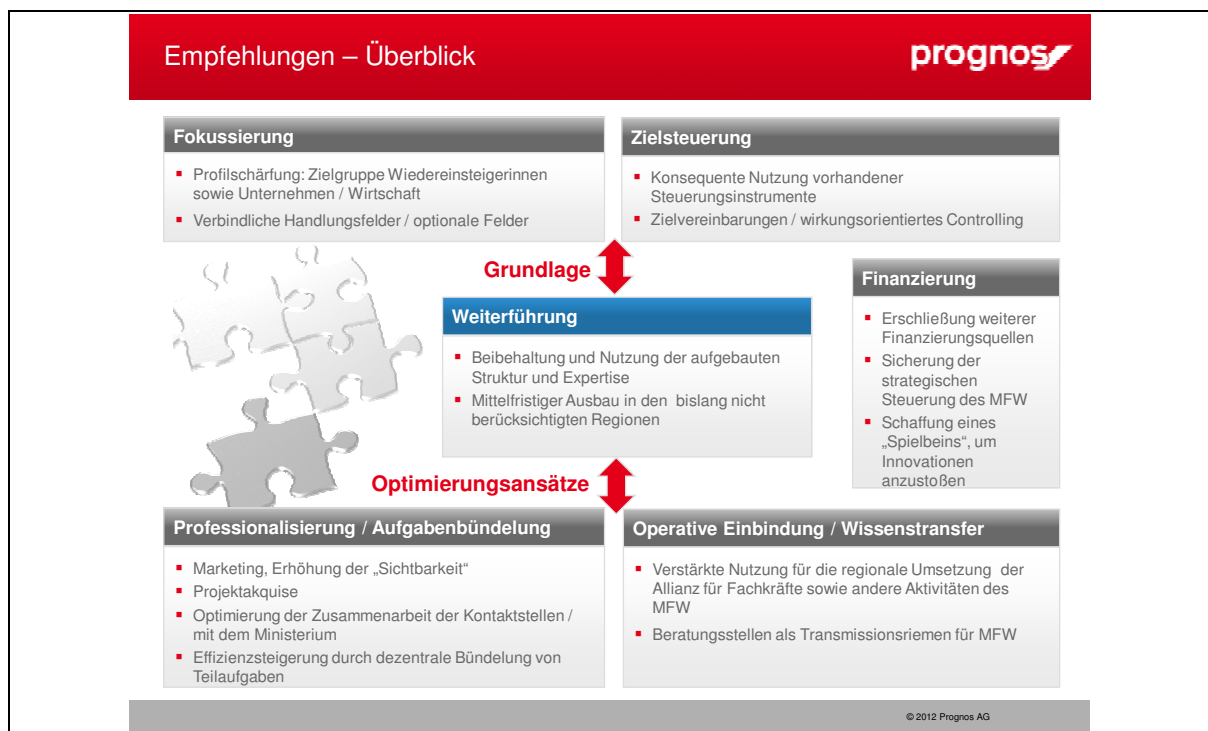 Empfehlungen – Überblick
prognos
Fokussierung
▪ Profilschärfung: Zielgruppe Wiedereinsteigerinnen
sowie Unternehmen / Wirtschaft
▪ Verbindliche Handlungsfelder / optionale Felder
Zielsteuerung
▪ Konsequente Nutzung vorhandener
Steuerungsinstrumente
▪ Zielvereinbarungen / wirkungsorientiertes Controlling
Grundlage
Weiterführung
▪ Beibehaltung und Nutzung der aufgebauten
Struktur und Expertise
▪ Mittelfristiger Ausbau in den bislang nicht
berücksichtigten Regionen
Finanzierung
▪ Erschließung weiterer
Finanzierungsquellen
▪ Sicherung der
strategischen
Steuerung des MFW
▪ Schaffung eines
„Spielbeins“, um
Innovationen
anzustoßen
Optimierungsansätze
Professionalisierung / Aufgabenbündelung
▪ Marketing, Erhöhung der „Sichtbarkeit“
▪ Projektakquise
▪ Optimierung der Zusammenarbeit der Kontaktstellen /
mit dem Ministerium
▪ Effizienzsteigerung durch dezentrale Bündelung von
Teilaufgaben
Operative Einbindung / Wissenstransfer
▪ Verstärkte Nutzung für die regionale Umsetzung der
Allianz für Fachkräfte sowie andere Aktivitäten des
MFW
▪ Beratungsstellen als Transmissionsriemen für MFW
© 2012 Prognos AG